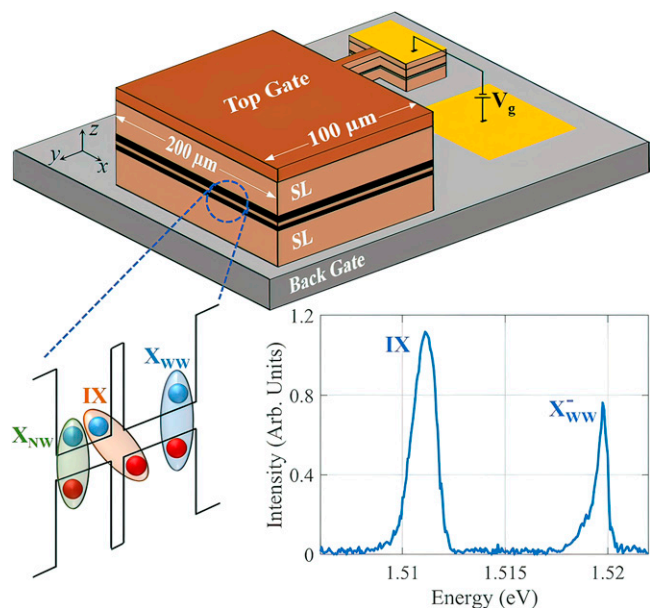 Top Gate
V_g
z
y
x
200 μm
100 μm
SL
SL
Back Gate
X_WW
IX
X_NW
1.2
0.8
0.4
0
Intensity (Arb. Units)
IX
X⁻_WW
1.51
1.515
1.52
Energy (eV)